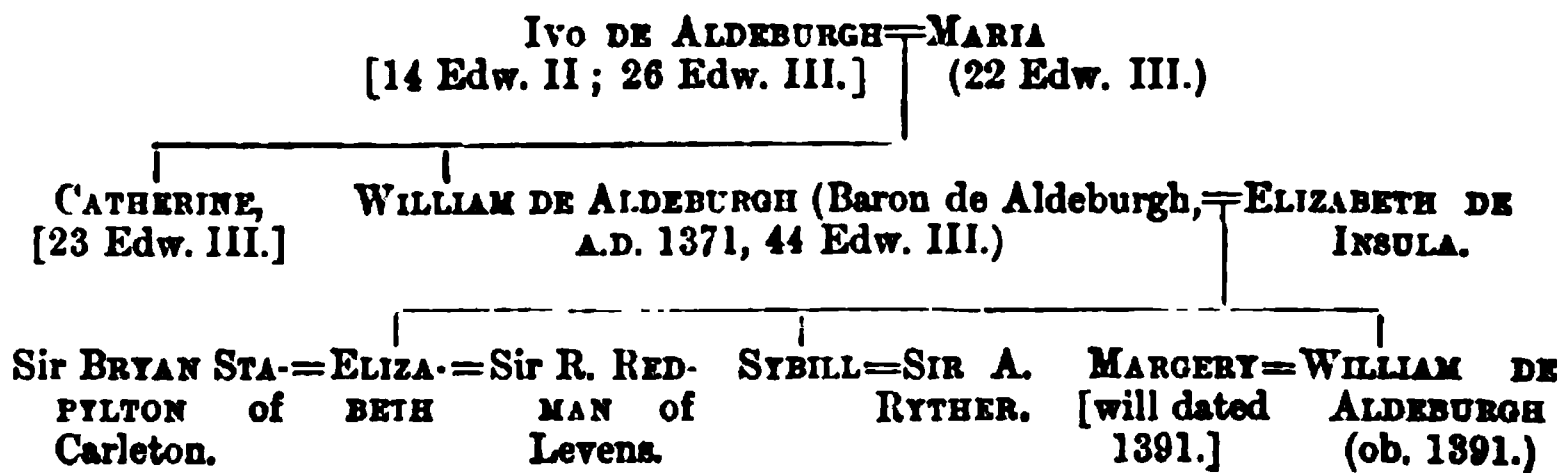 IVO DE ALDEBURGH=MARIA
[14 Edw. II; 26 Edw. III.] (22 Edw. III.)
CATHERINE, WILLIAM DE ALDEBURGH (Baron de Aldeburgh,=ELIZABETH DE
[23 Edw. III.] A.D. 1371, 44 Edw. III.) INSULA.
Sir BRYAN STA-=ELIZA-=Sir R. RED- SYBILL=SIR A. MARGERY=WILLIAM DE
PYLTON of BETH MAN of RYTHER. [will dated ALDEBURGH
Carleton. Levens. 1391.] (ob. 1391.)